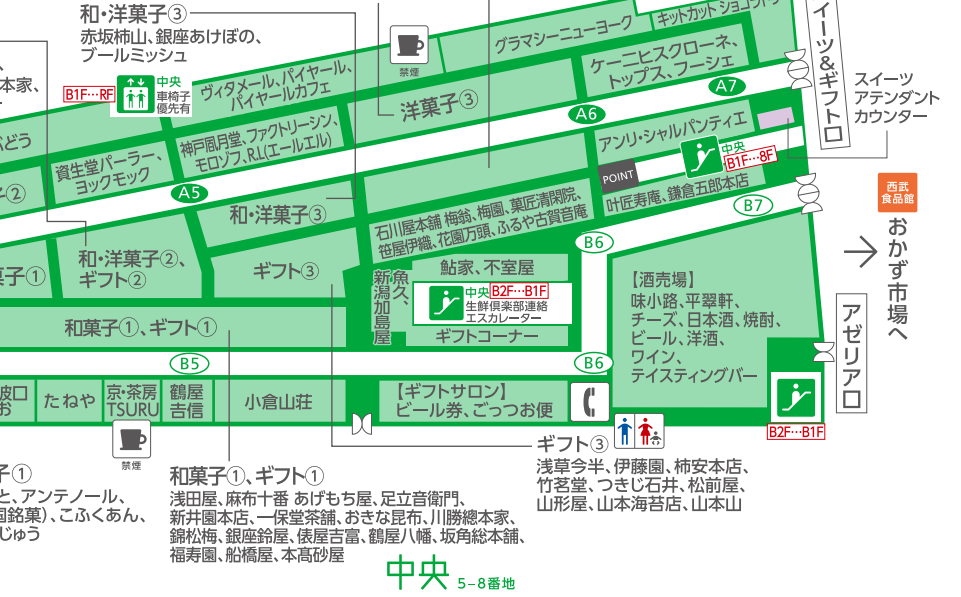 和・洋菓子③
赤坂柿山、銀座あけぼの、
ブールミッシュ
禁煙
グラマシーニューヨーク
キットカット ショコラトリー
イーツ&ギフト口
本家、
B1F…RF
中央
車椅子
優先有
ヴィタメール、パイヤール、
パイヤールカフェ
洋菓子③
ケーニヒスクローネ、
トップス、フーシェ
A7
スイーツ
アテンダント
カウンター
ぶどう
資生堂パーラー、
ヨックモック
神戸風月堂、ファクトリーシン、
モロゾフ、R.L(エールエル)
A6
アンリ・シャルパンティエ
中央
B1F…8F
POINT
叶匠寿庵、鎌倉五郎本店
B7
西武
食品館
おかず市場へ
子②
A5
和・洋菓子③
石川屋本舗 梅翁、梅園、菓匠清閑院、
笹屋伊織、花園万頭、ふるや古賀音庵
B6
菓子①
和・洋菓子②、
ギフト②
ギフト③
魚久、
新潟加島屋
鮎家、不室屋
中央
B2F…B1F
生鮮倶楽部連絡
エスカレーター
ギフトコーナー
【酒売場】
味小路、平翠軒、
チーズ、日本酒、焼酎、
ビール、洋酒、
ワイン、
テイスティングバー
アゼリア口
和菓子①、ギフト①
B5
B6
たねや
京・茶房
TSURU
鶴屋
吉信
小倉山荘
【ギフトサロン】
ビール券、ごっつお便
B2F…B1F
禁煙
子①
と、アンテノール、
国銘菓)、こふくあん、
じゅう
和菓子①、ギフト①
浅田屋、麻布十番 あげもち屋、足立音衛門、
新井園本店、一保堂茶舗、おきな昆布、川勝總本家、
錦松梅、銀座鈴屋、俵屋吉富、鶴屋八幡、坂角総本舗、
福寿園、船橋屋、本髙砂屋
ギフト③
浅草今半、伊藤園、柿安本店、
竹茗堂、つきじ石井、松前屋、
山形屋、山本海苔店、山本山
中央 5–8番地